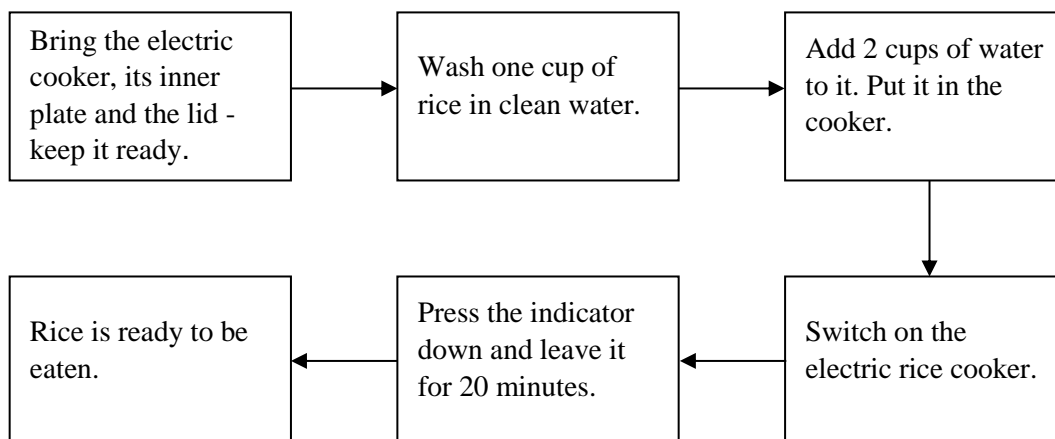 Bring the electric
cooker, its inner
plate and the lid -
keep it ready.
Wash one cup of
rice in clean water.
Add 2 cups of water
to it. Put it in the
cooker.
Switch on the
electric rice cooker.
Press the indicator
down and leave it
for 20 minutes.
Rice is ready to be
eaten.